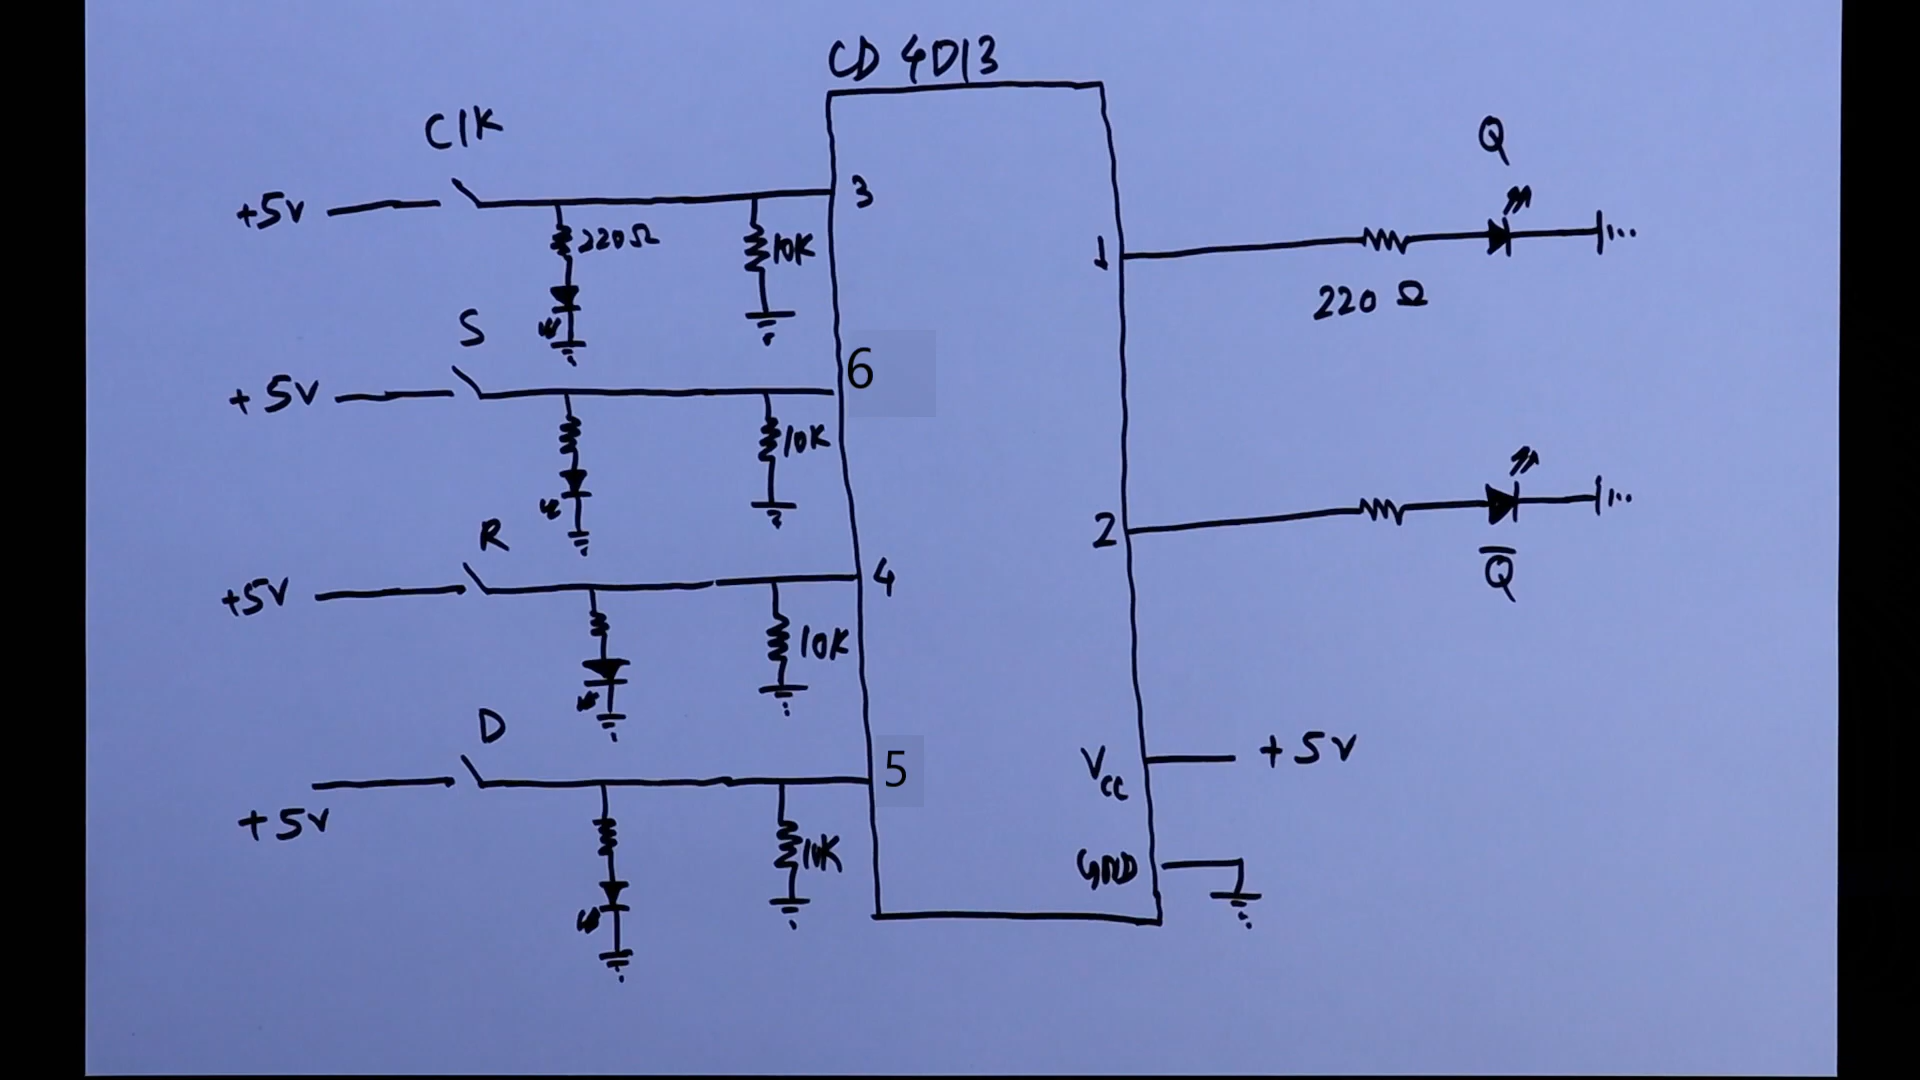 CD 4013
Clk
+5V
3
220Ω
10K
1
Q
220 Ω
S
+5V
6
10K
2
Q̅
R
+5V
4
10K
D
+5V
5
10K
Vcc
+5V
GND